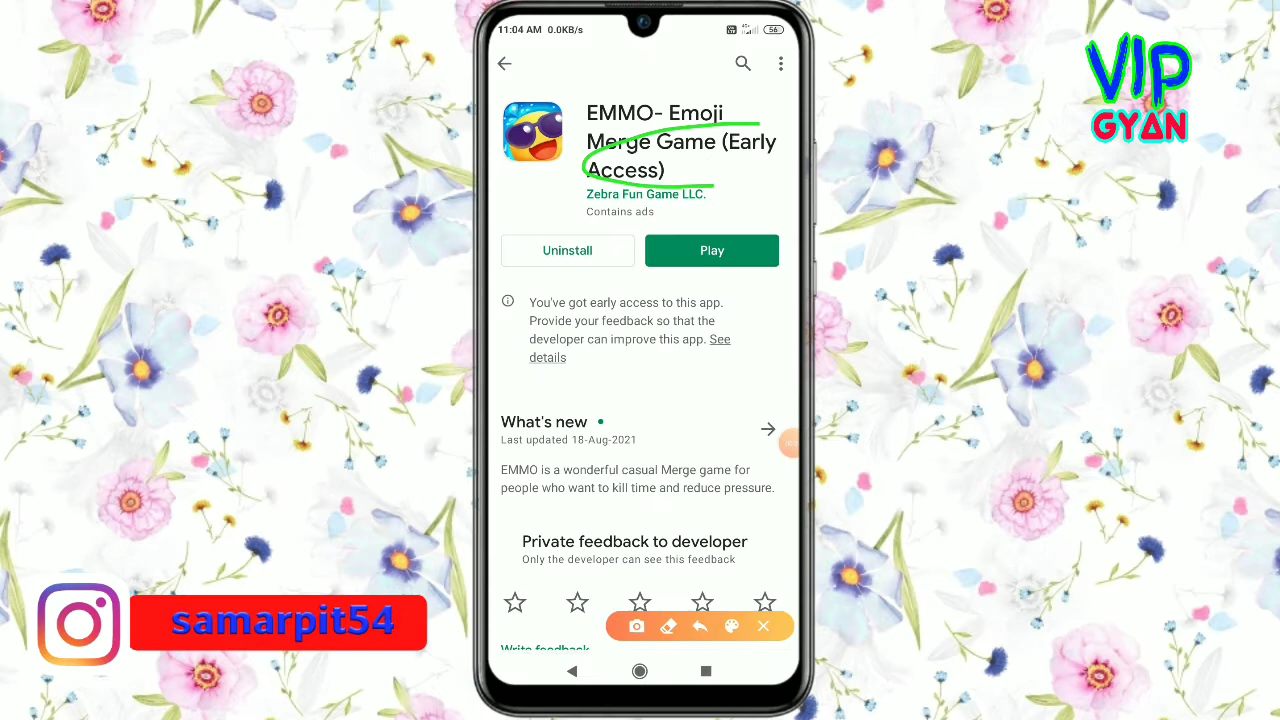 11:04 AM 0.0KB/s 4G 56
VIP
GYAN
EMMO- Emoji
Merge Game (Early
Access)
Zebra Fun Game LLC.
Contains ads
Uninstall Play
You've got early access to this app.
Provide your feedback so that the
developer can improve this app. See
details
What's new
Last updated 18-Aug-2021
EMMO is a wonderful casual Merge game for
people who want to kill time and reduce pressure.
Private feedback to developer
Only the developer can see this feedback
samarpit54
Write feedback